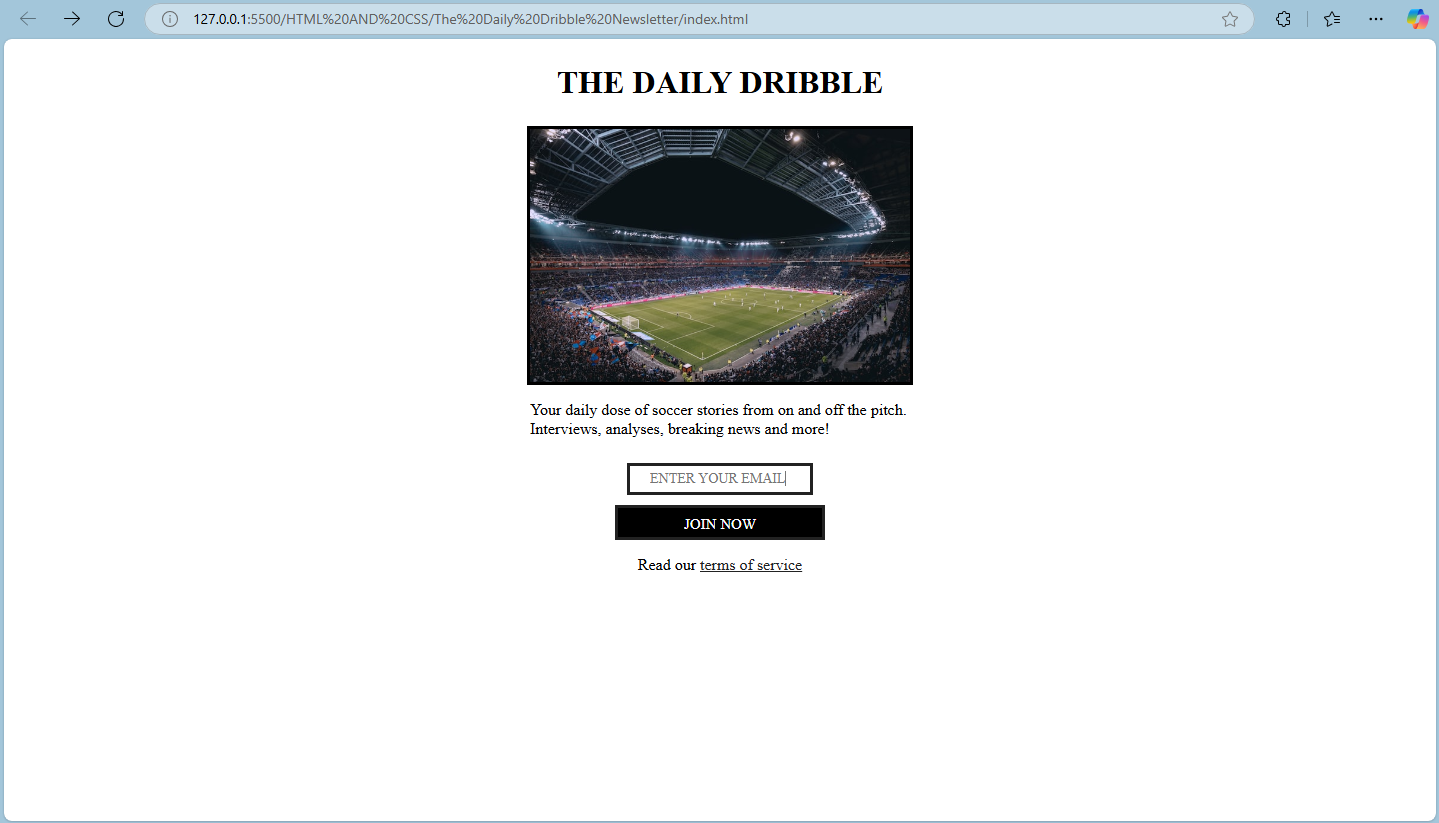 127.0.0.1:5500/HTML%20AND%20CSS/The%20Daily%20Dribble%20Newsletter/index.html
THE DAILY DRIBBLE
Your daily dose of soccer stories from on and off the pitch.
Interviews, analyses, breaking news and more!
ENTER YOUR EMAIL
JOIN NOW
Read our terms of service